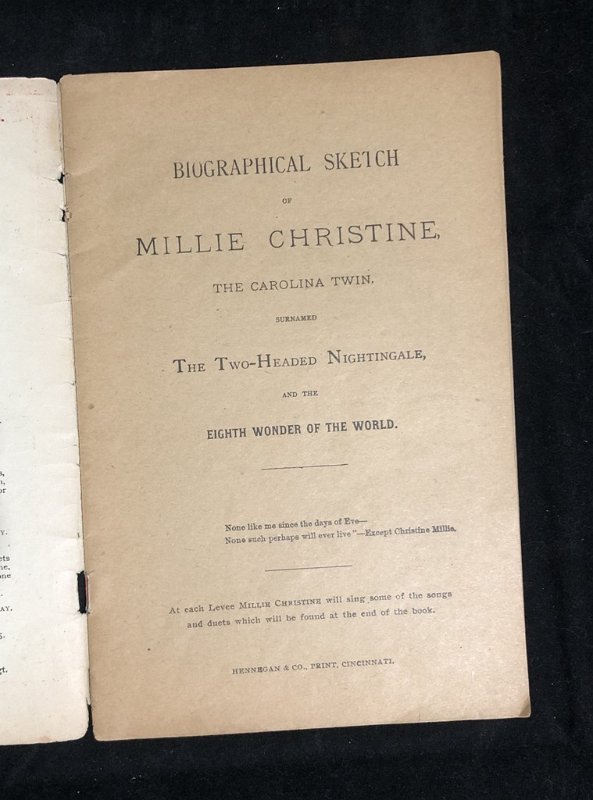 BIOGRAPHICAL SKETCH
OF
MILLIE CHRISTINE,
THE CAROLINA TWIN,
SURNAMED
THE TWO-HEADED NIGHTINGALE,
AND THE
EIGHTH WONDER OF THE WORLD.
None like me since the days of Eve—
None such perhaps will ever live"—Except Christine Millie.
At each Levee MILLIE CHRISTINE will sing some of the songs
and duets which will be found at the end of the book.
HENNEGAN & CO., PRINT, CINCINNATI.